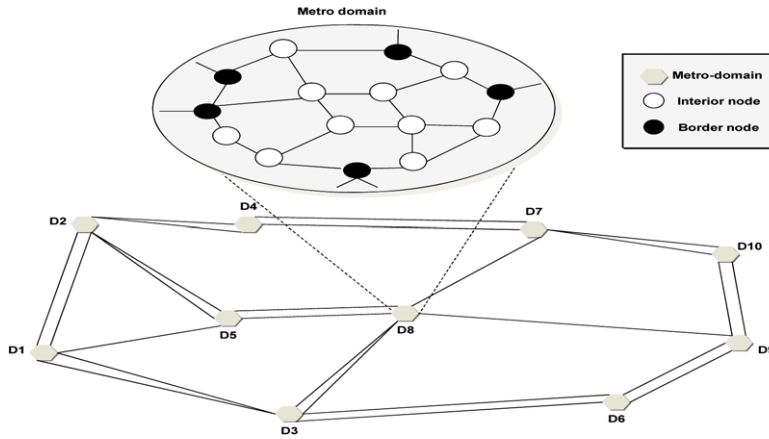 Metro domain
Metro-domain
Interior node
Border node
D4
D2
D7
D10
D5
D8
D1
D3
D6